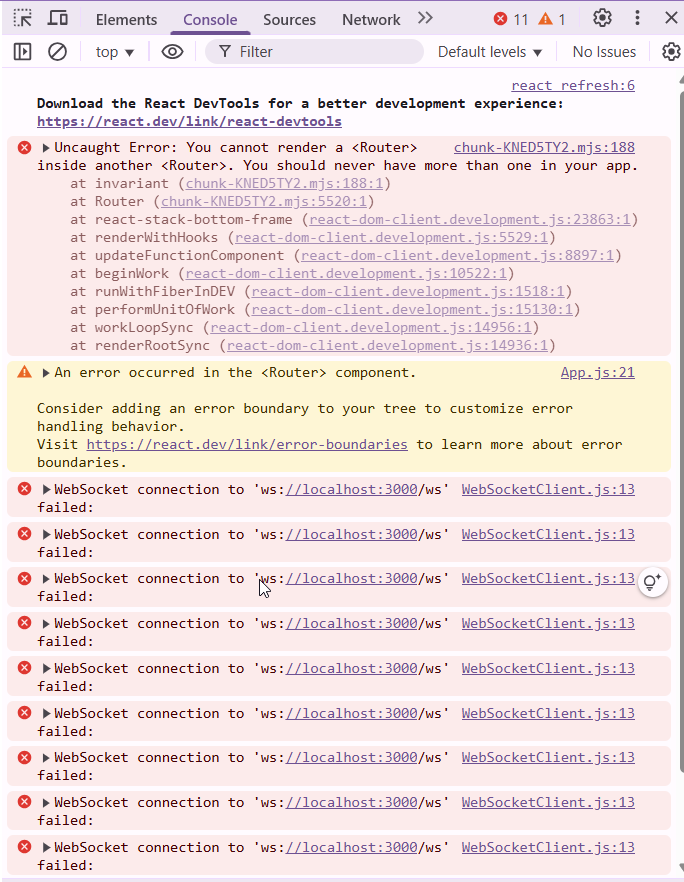 Elements Console Sources Network 11 1
top Filter Default levels No Issues
react refresh:6
Download the React DevTools for a better development experience:
https://react.dev/link/react-devtools
Uncaught Error: You cannot render a <Router> chunk-KNED5TY2.mjs:188
inside another <Router>. You should never have more than one in your app.
at invariant (chunk-KNED5TY2.mjs:188:1)
at Router (chunk-KNED5TY2.mjs:5520:1)
at react-stack-bottom-frame (react-dom-client.development.js:23863:1)
at renderWithHooks (react-dom-client.development.js:5529:1)
at updateFunctionComponent (react-dom-client.development.js:8897:1)
at beginWork (react-dom-client.development.js:10522:1)
at runWithFiberInDEV (react-dom-client.development.js:1518:1)
at performUnitOfWork (react-dom-client.development.js:15130:1)
at workLoopSync (react-dom-client.development.js:14956:1)
at renderRootSync (react-dom-client.development.js:14936:1)
An error occurred in the <Router> component. App.js:21
Consider adding an error boundary to your tree to customize error
handling behavior.
Visit https://react.dev/link/error-boundaries to learn more about error
boundaries.
WebSocket connection to 'ws://localhost:3000/ws' WebSocketClient.js:13
failed:
WebSocket connection to 'ws://localhost:3000/ws' WebSocketClient.js:13
failed:
WebSocket connection to 'ws://localhost:3000/ws' WebSocketClient.js:13
failed:
WebSocket connection to 'ws://localhost:3000/ws' WebSocketClient.js:13
failed:
WebSocket connection to 'ws://localhost:3000/ws' WebSocketClient.js:13
failed:
WebSocket connection to 'ws://localhost:3000/ws' WebSocketClient.js:13
failed:
WebSocket connection to 'ws://localhost:3000/ws' WebSocketClient.js:13
failed:
WebSocket connection to 'ws://localhost:3000/ws' WebSocketClient.js:13
failed:
WebSocket connection to 'ws://localhost:3000/ws' WebSocketClient.js:13
failed: